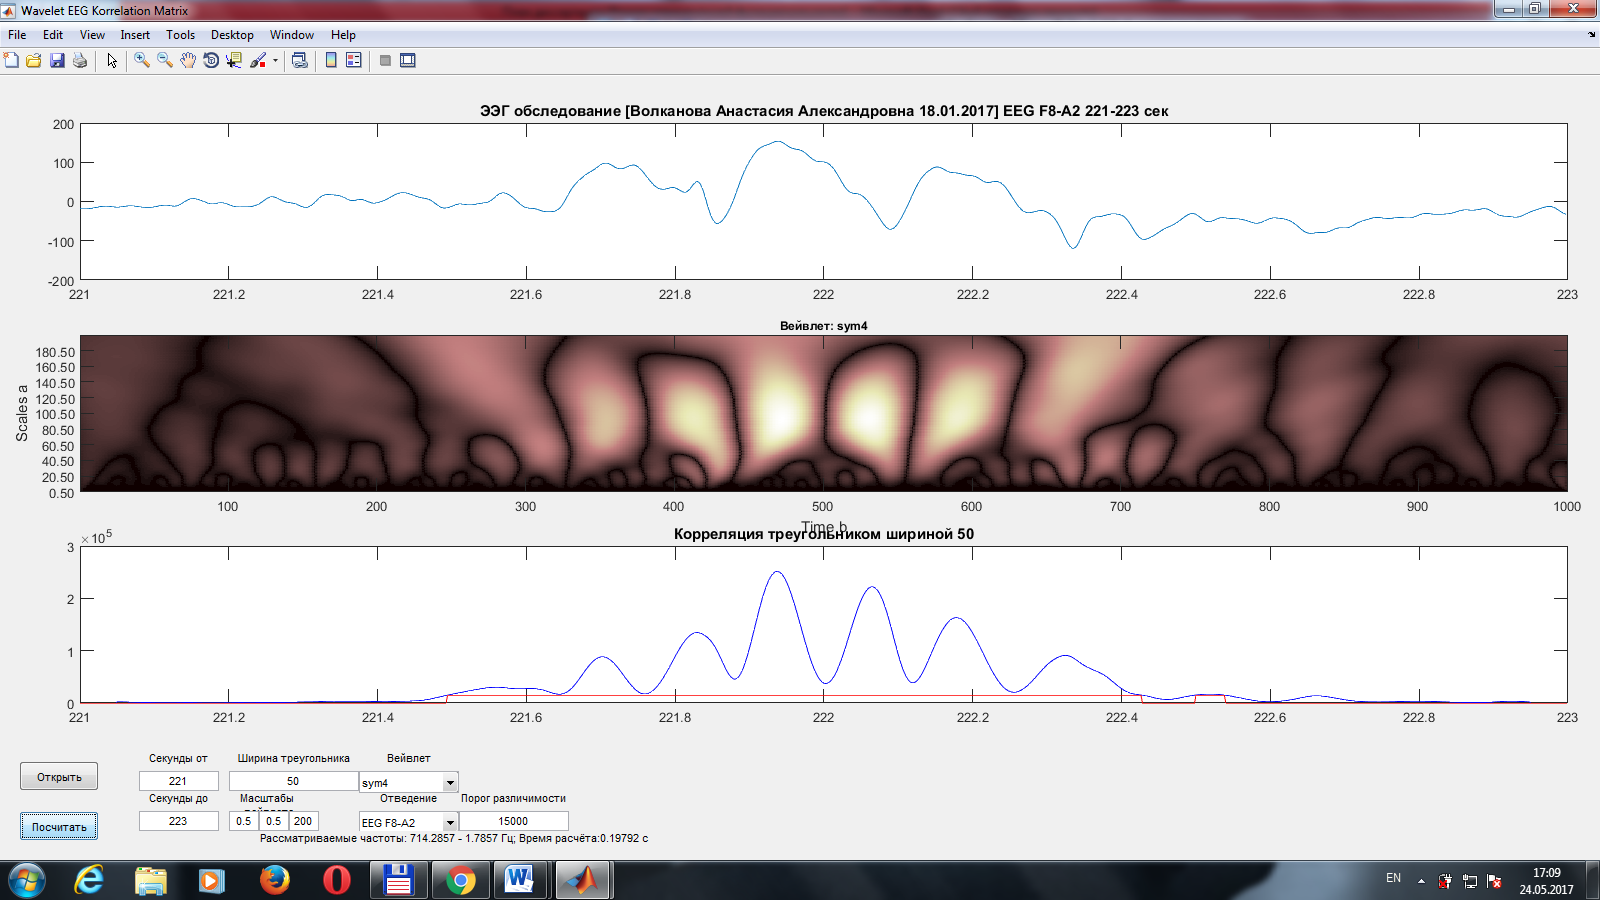 Wavelet EEG Korrelation Matrix
File Edit View Insert Tools Desktop Window Help
ЭЭГ обследование [Волканова Анастасия Александровна 18.01.2017] EEG F8-A2 221-223 сек
200
100
0
-100
-200
221 221.2 221.4 221.6 221.8 222 222.2 222.4 222.6 222.8 223
Вейвлет: sym4
Scales a
180.50
160.50
140.50
120.50
100.50
80.50
60.50
40.50
20.50
0.50
100 200 300 400 500 600 700 800 900 1000
Time b
Корреляция треугольником шириной 50
×10^5
3
2
1
0
221 221.2 221.4 221.6 221.8 222 222.2 222.4 222.6 222.8 223
Секунды от Ширина треугольника Вейвлет
Открыть 221 50 sym4
Секунды до Масштабы Отведение Порог различимости
Посчитать 223 0.5 0.5 200 EEG F8-A2 15000
Рассматриваемые частоты: 714.2857 - 1.7857 Гц; Время расчёта:0.19792 с
EN 17:09
24.05.2017